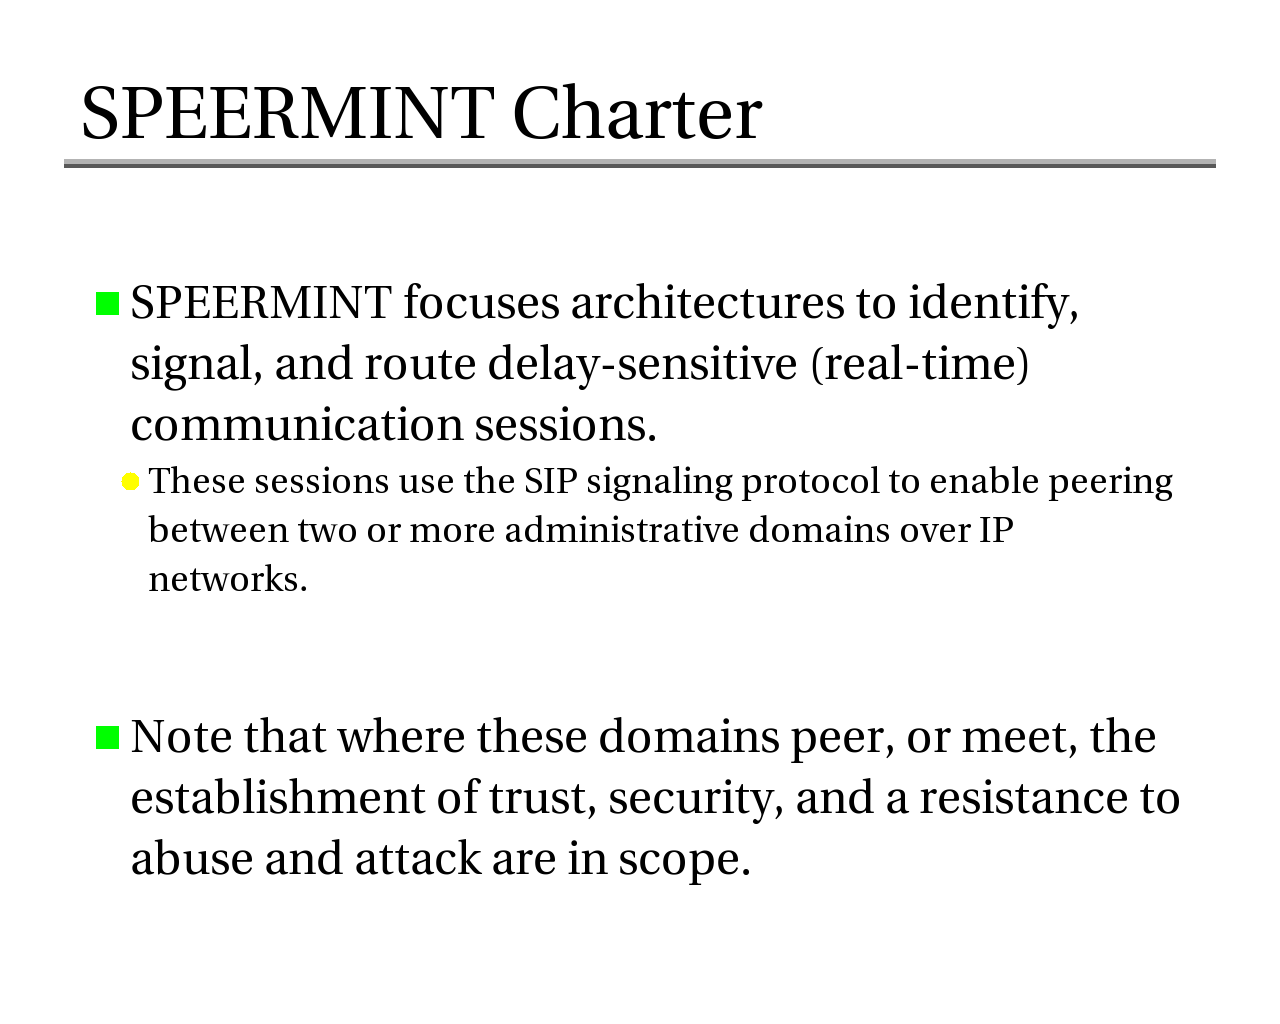 SPEERMINT Charter
SPEERMINT focuses architectures to identify,
signal, and route delay-sensitive (real-time)
communication sessions.
These sessions use the SIP signaling protocol to enable peering
between two or more administrative domains over IP
networks.
Note that where these domains peer, or meet, the
establishment of trust, security, and a resistance to
abuse and attack are in scope.